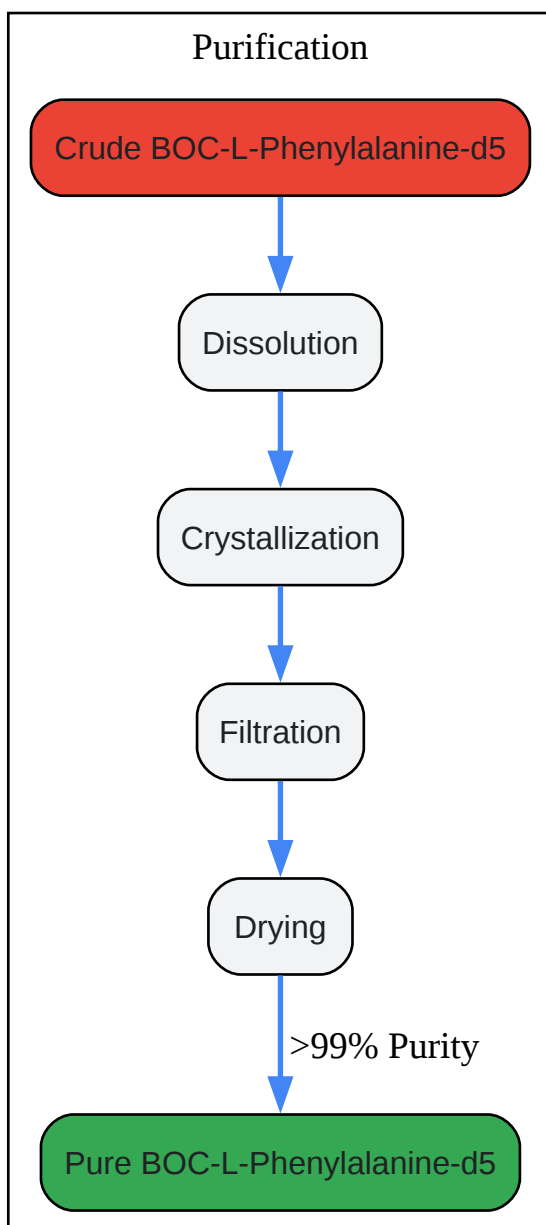 Purification
Crude BOC-L-Phenylalanine-d5
Dissolution
Crystallization
Filtration
Drying
>99% Purity
Pure BOC-L-Phenylalanine-d5